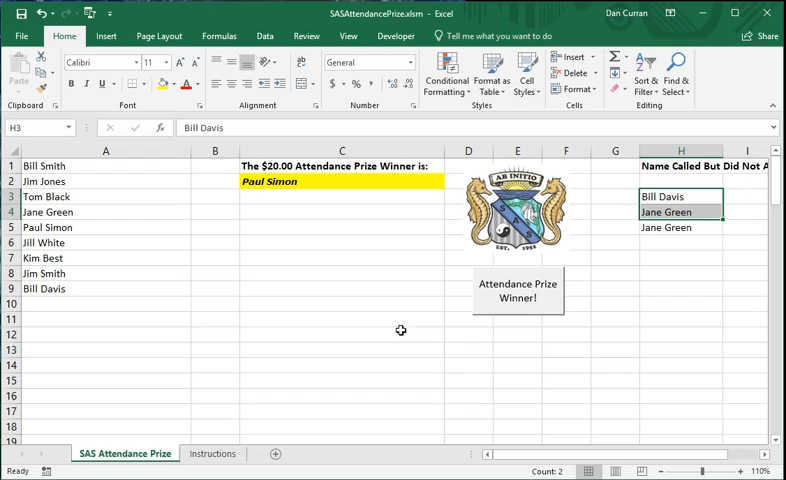 SASAttendancePrize.xlsm - Excel
Dan Curran
File Home Insert Page Layout Formulas Data Review View Developer Tell me what you want to do Share
Paste
Calibri 11 A A
B I U A
ab
General
$ % ,
Conditional Formatting
Format as Table
Cell Styles
Insert
Delete
Format
Sort & Filter
Find & Select
Clipboard Font Alignment Number Styles Cells Editing
H3 fx Bill Davis
A B C D E F G H I
1 Bill Smith The $20.00 Attendance Prize Winner is: Name Called But Did Not A
2 Jim Jones Paul Simon
3 Tom Black Bill Davis
4 Jane Green Jane Green
5 Paul Simon Jane Green
6 Jill White
7 Kim Best
8 Jim Smith
9 Bill Davis
10
11
12
13
14
15
16
17
18
19
AB INITIO
SAS
EST. 1952
Attendance Prize
Winner!
SAS Attendance Prize Instructions
Ready Count: 2 110%